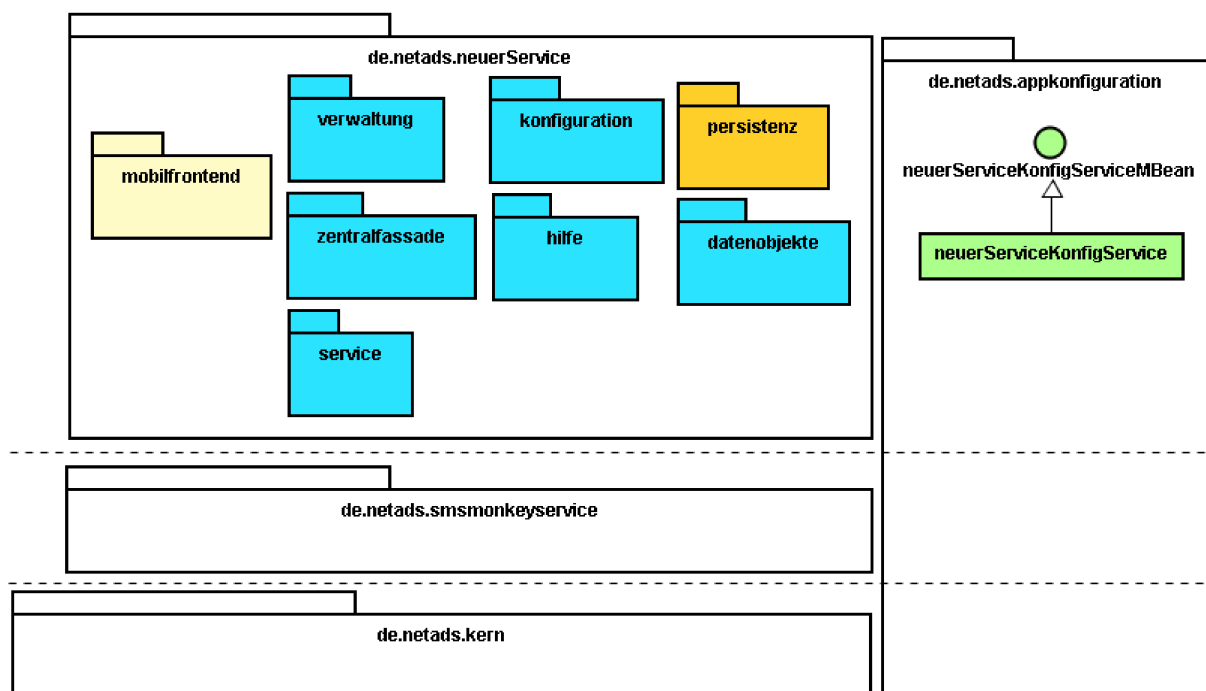 de.netads.neuerService
verwaltung
konfiguration
persistenz
mobilfrontend
zentralfassade
hilfe
datenobjekte
service
de.netads.appkonfiguration
neuerServiceKonfigServiceMBean
neuerServiceKonfigService
de.netads.smsmonkeyservice
de.netads.kern